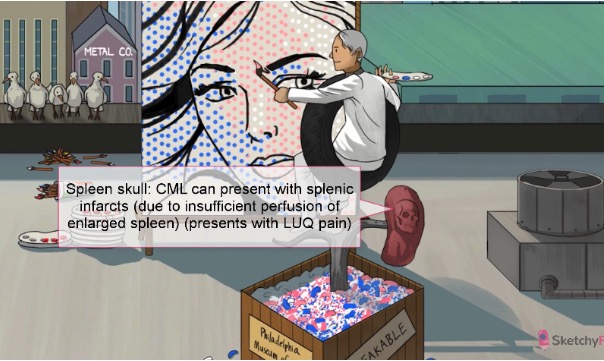 METAL CO.
Spleen skull: CML can present with splenic
infarcts (due to insufficient perfusion of
enlarged spleen) (presents with LUQ pain)
Philadelphia
Museum of
EAKABLE
Sketchy